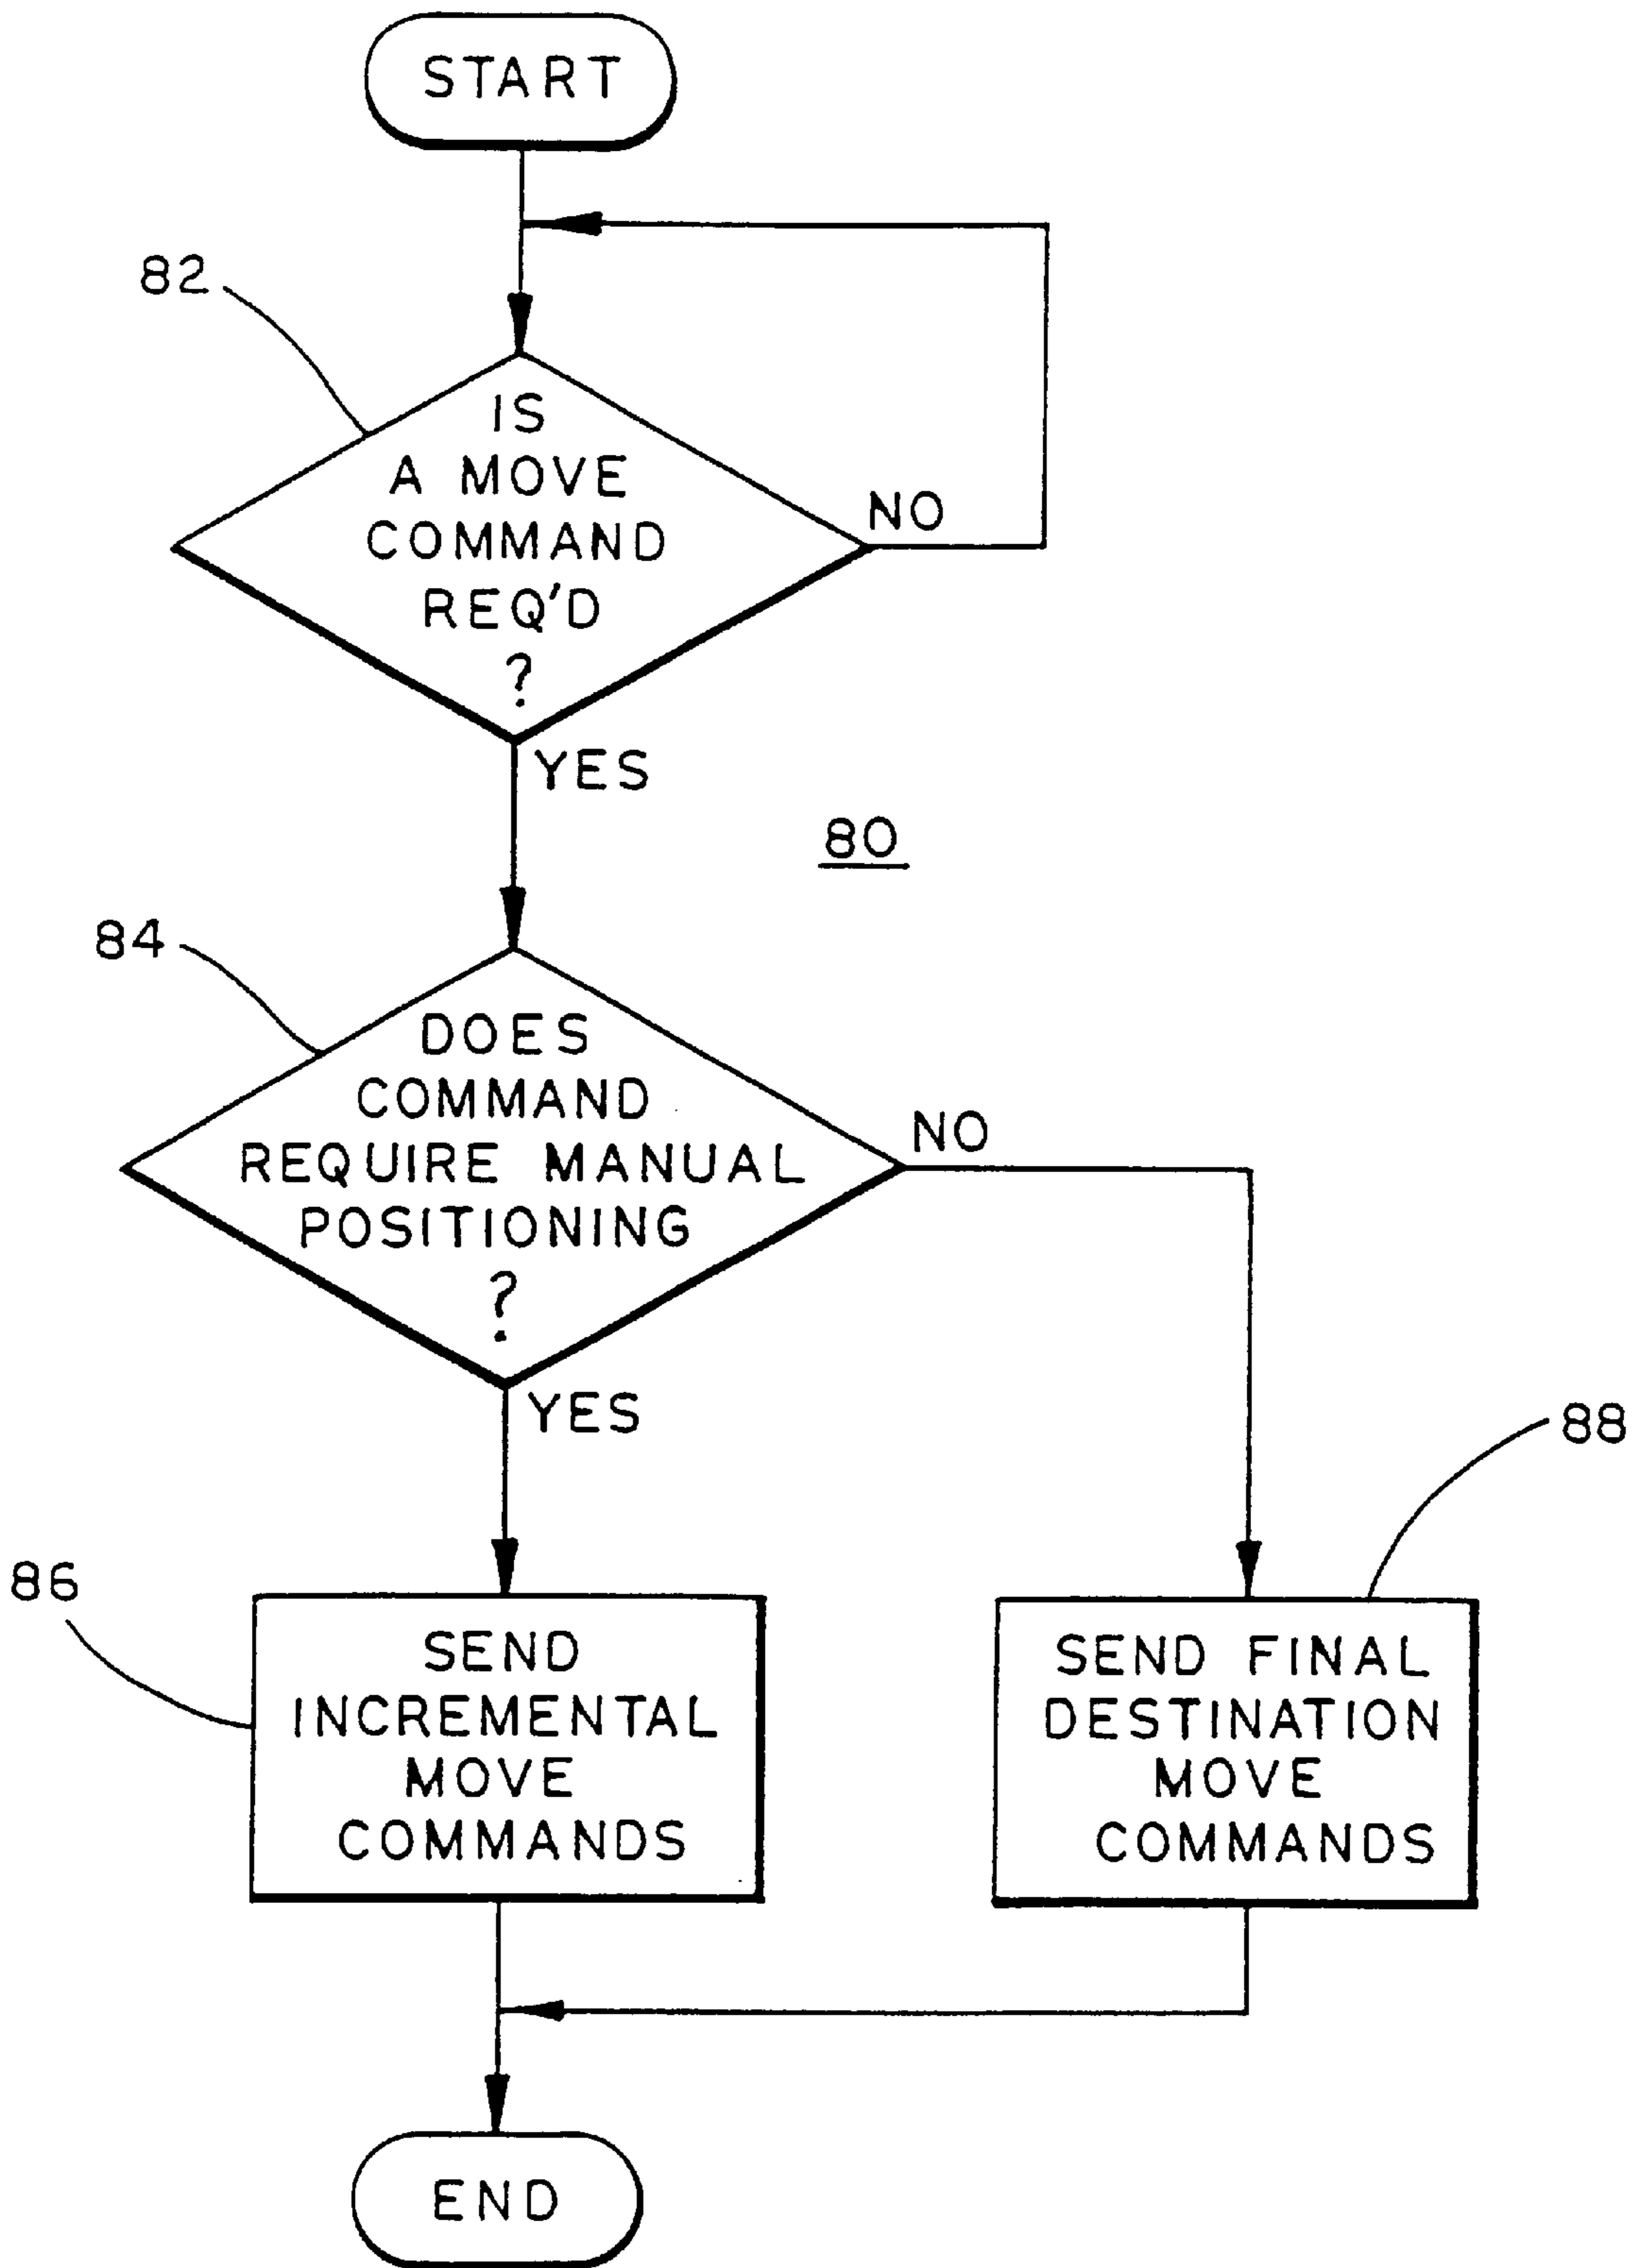 START
82
IS
A MOVE
COMMAND
REQ'D
?
NO
YES
80
84
DOES
COMMAND
REQUIRE MANUAL
POSITIONING
?
NO
YES
86
SEND
INCREMENTAL
MOVE
COMMANDS
88
SEND FINAL
DESTINATION
MOVE
COMMANDS
END